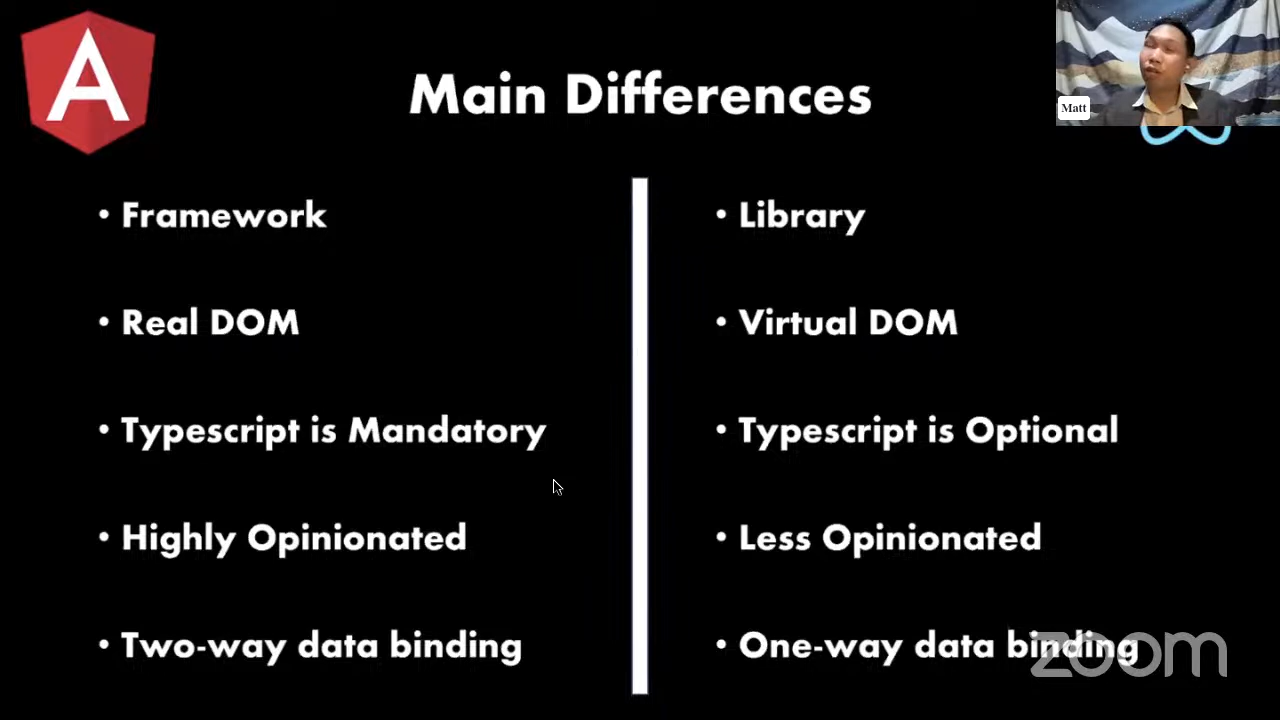 A
Main Differences
Matt
• Framework
• Real DOM
• Typescript is Mandatory
• Highly Opinionated
• Two-way data binding
• Library
• Virtual DOM
• Typescript is Optional
• Less Opinionated
• One-way data binding
zoom